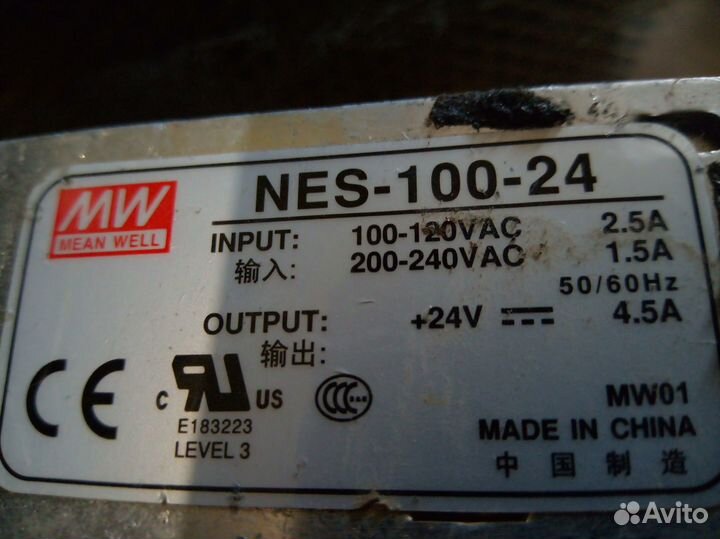 MW
MEAN WELL
NES-100-24
INPUT: 100-120VAC 2.5A
输入: 200-240VAC 1.5A
50/60Hz
OUTPUT: +24V 4.5A
输出:
CE
c RU US
E183223
LEVEL 3
CCC
MW01
MADE IN CHINA
中国制造
Avito